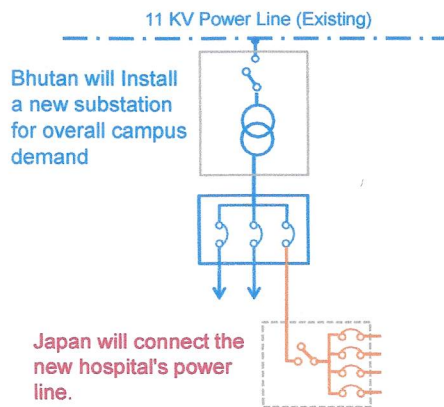 11 KV Power Line (Existing)
Bhutan will Install
a new substation
for overall campus
demand
Japan will connect the
new hospital's power
line.